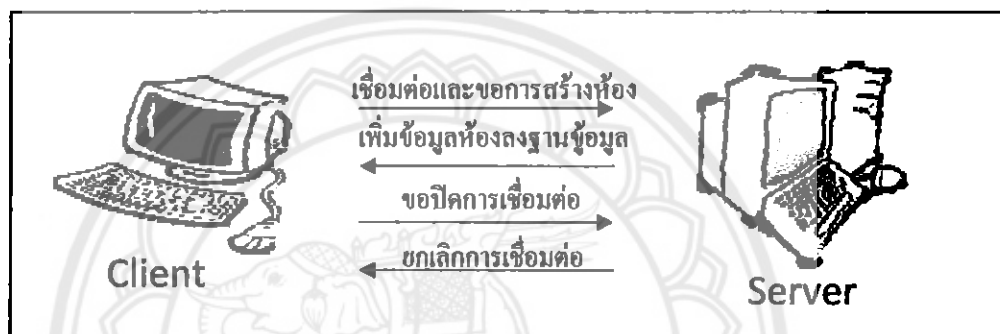 เชื่อมต่อและขอการสร้างห้อง
เพิ่มข้อมูลห้องลงฐานข้อมูล
ขอปิดการเชื่อมต่อ
ยกเลิกการเชื่อมต่อ
Client
Server